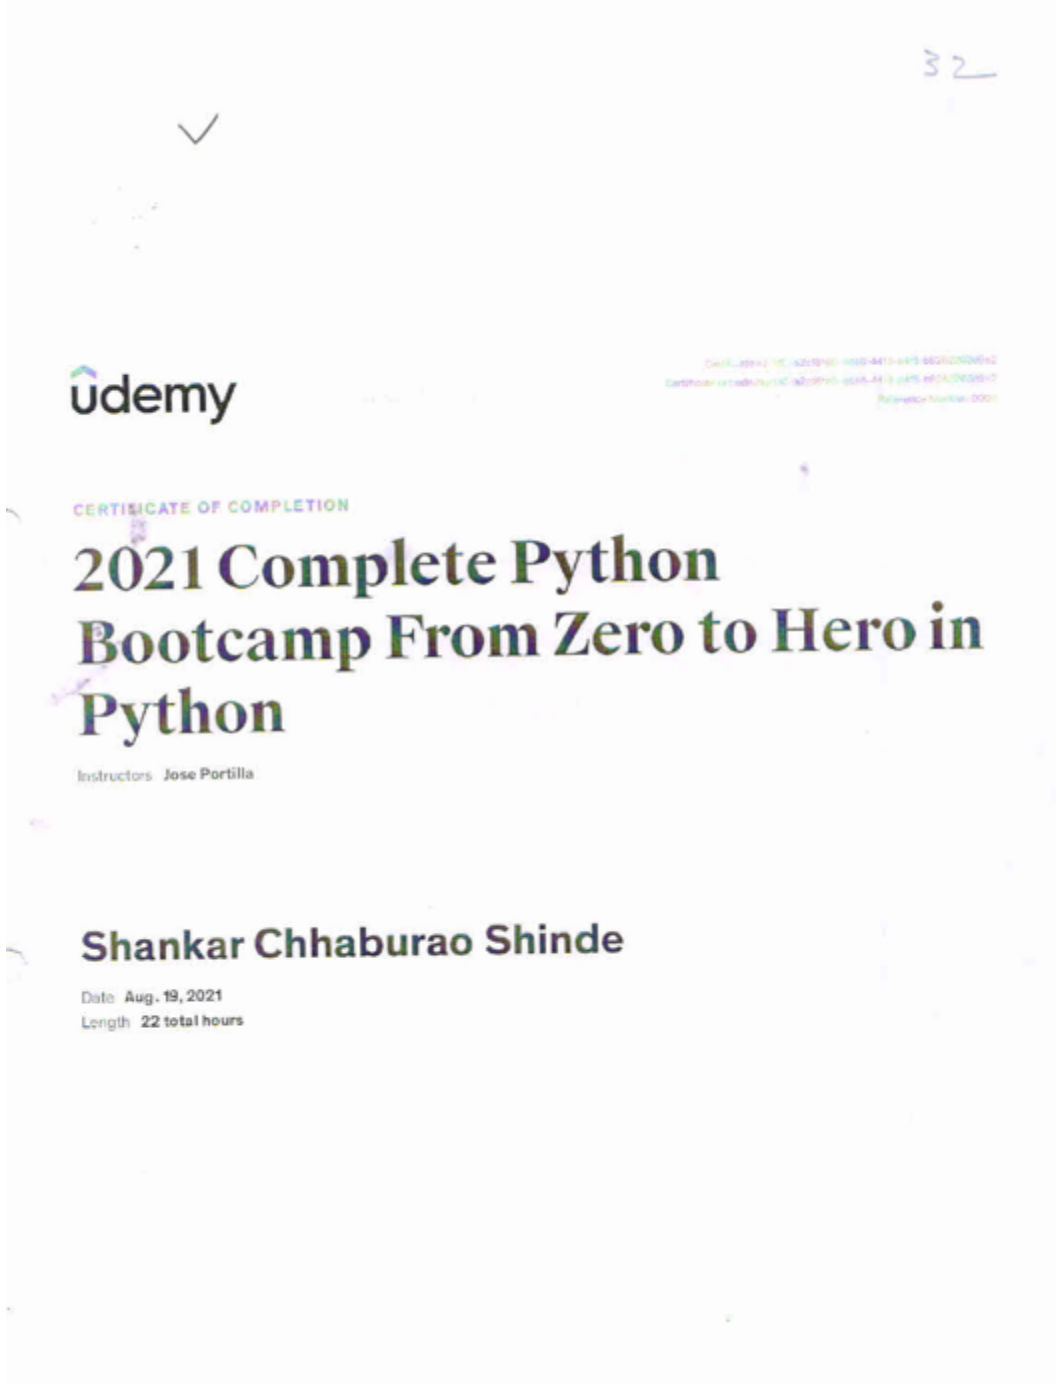 32
udemy
CERTIFICATE OF COMPLETION
2021 Complete Python
Bootcamp From Zero to Hero in
Python
Instructors Jose Portilla
Shankar Chhaburao Shinde
Date Aug. 19, 2021
Length 22 total hours